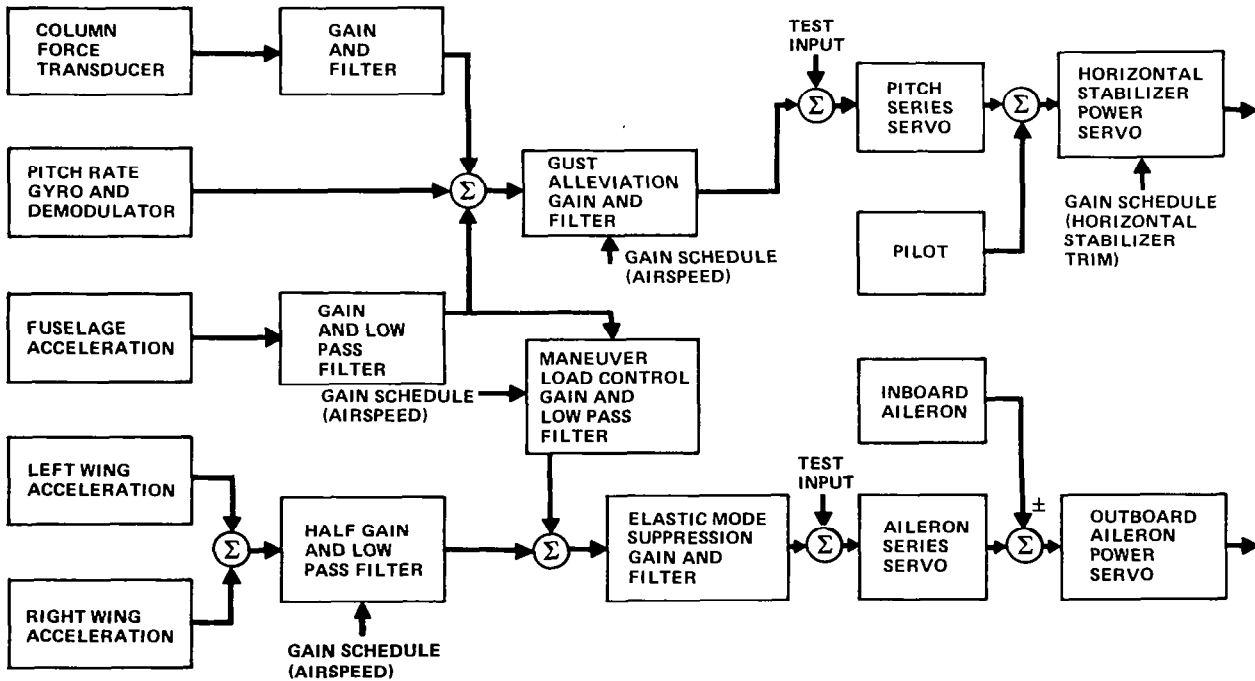 COLUMN
FORCE
TRANSDUCER
GAIN
AND
FILTER
TEST
INPUT
Σ
PITCH
SERIES
SERVO
Σ
HORIZONTAL
STABILIZER
POWER
SERVO
PITCH RATE
GYRO AND
DEMODULATOR
Σ
GUST
ALLEVIATION
GAIN AND
FILTER
GAIN SCHEDULE
(AIRSPEED)
PILOT
GAIN SCHEDULE
(HORIZONTAL
STABILIZER
TRIM)
FUSELAGE
ACCELERATION
GAIN
AND LOW
PASS
FILTER
GAIN SCHEDULE
(AIRSPEED)
MANEUVER
LOAD CONTROL
GAIN AND
LOW PASS
FILTER
INBOARD
AILERON
LEFT WING
ACCELERATION
RIGHT WING
ACCELERATION
Σ
HALF GAIN
AND LOW
PASS FILTER
GAIN SCHEDULE
(AIRSPEED)
Σ
ELASTIC MODE
SUPPRESSION
GAIN AND
FILTER
TEST
INPUT
Σ
AILERON
SERIES
SERVO
±
Σ
OUTBOARD
AILERON
POWER
SERVO